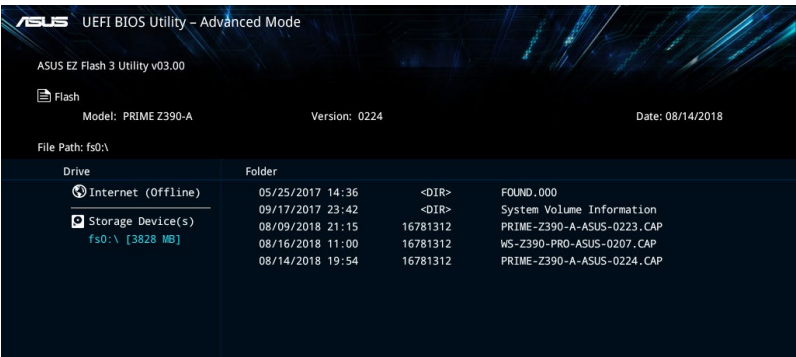 ASUS UEFI BIOS Utility – Advanced Mode
ASUS EZ Flash 3 Utility v03.00
Flash
Model: PRIME Z390-A Version: 0224 Date: 08/14/2018
File Path: fs0:\
Drive Folder
Internet (Offline) 05/25/2017 14:36 <DIR> FOUND.000
09/17/2017 23:42 <DIR> System Volume Information
Storage Device(s) 08/09/2018 21:15 16781312 PRIME-Z390-A-ASUS-0223.CAP
fs0:\ [3828 MB] 08/16/2018 11:00 16781312 WS-Z390-PRO-ASUS-0207.CAP
08/14/2018 19:54 16781312 PRIME-Z390-A-ASUS-0224.CAP